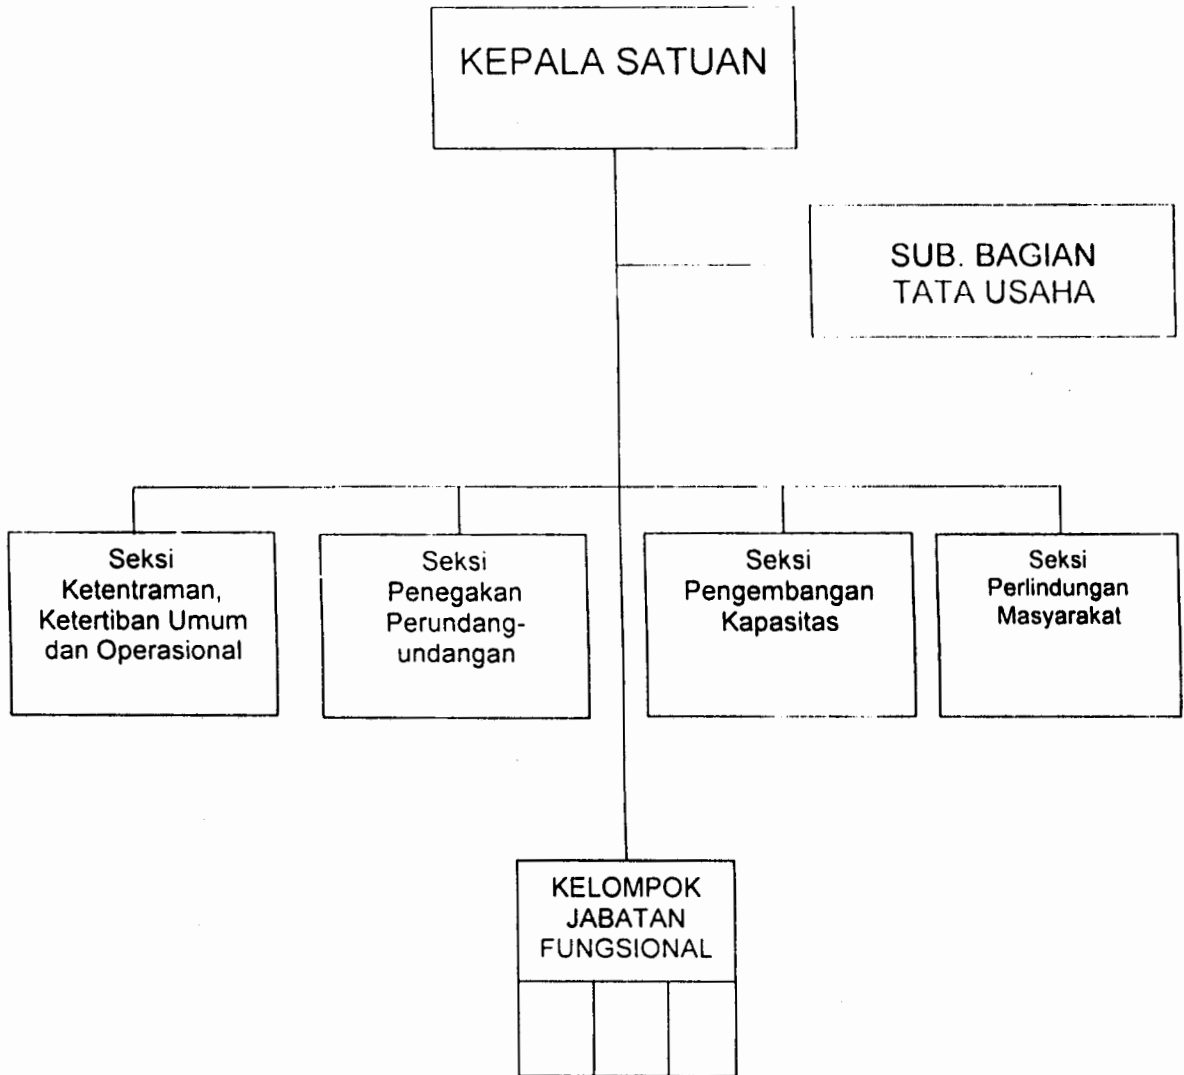 KEPALA SATUAN
SUB. BAGIAN
TATA USAHA
Seksi
Ketentraman,
Ketertiban Umum
dan Operasional
Seksi
Penegakan
Perundang-
undangan
Seksi
Pengembangan
Kapasitas
Seksi
Perlindungan
Masyarakat
KELOMPOK
JABATAN
FUNGSIONAL